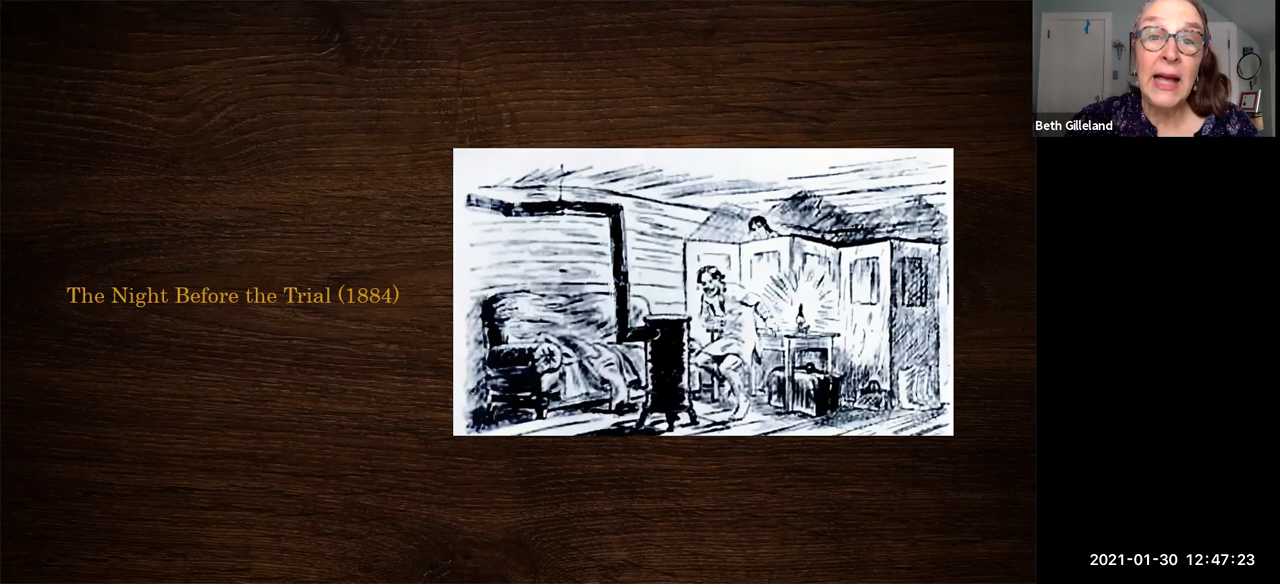 The Night Before the Trial (1884)
Beth Gilleland
2021-01-30 12:47:23